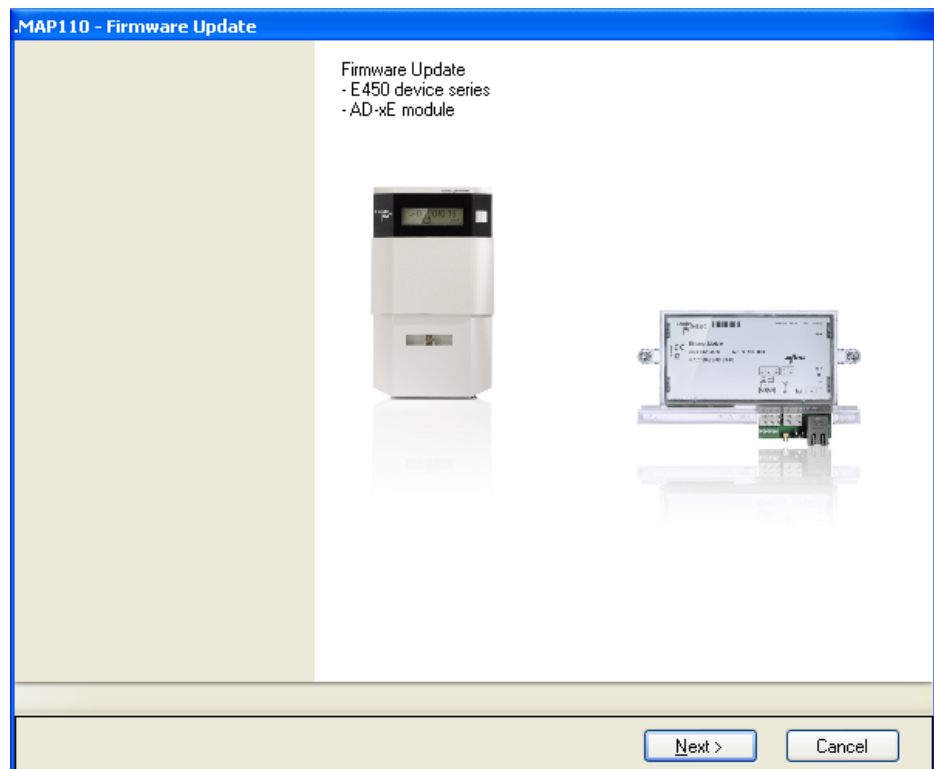 .MAP110 - Firmware Update
Firmware Update
- E450 device series
- AD-xE module
Next >
Cancel